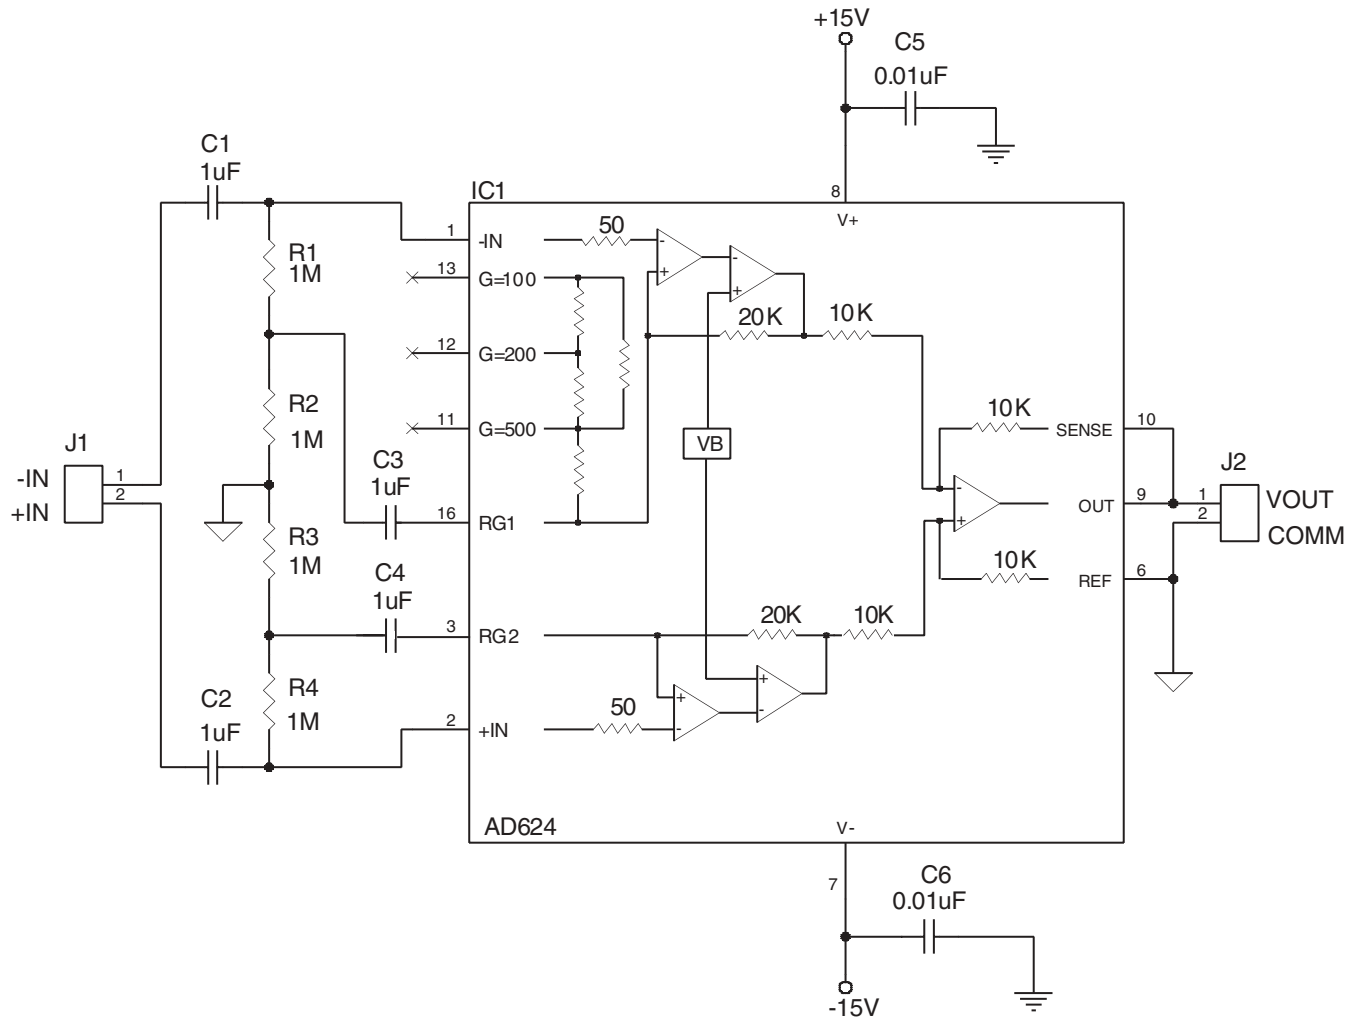 +15V
C5
0.01uF
C1
1uF
IC1
8
V+
1
-IN
50
-
+
-
+
R1
1M
13
G=100
20K
10K
12
G=200
R2
1M
11
G=500
10K
SENSE
10
VB
J1
-IN
+IN
1
2
C3
1uF
16
RG1
-
+
OUT
9
J2
1
2
VOUT
COMM
R3
1M
C4
1uF
10K
REF
6
3
RG2
20K
10K
R4
1M
C2
1uF
2
+IN
50
+
-
+
-
AD624
V-
7
C6
0.01uF
-15V